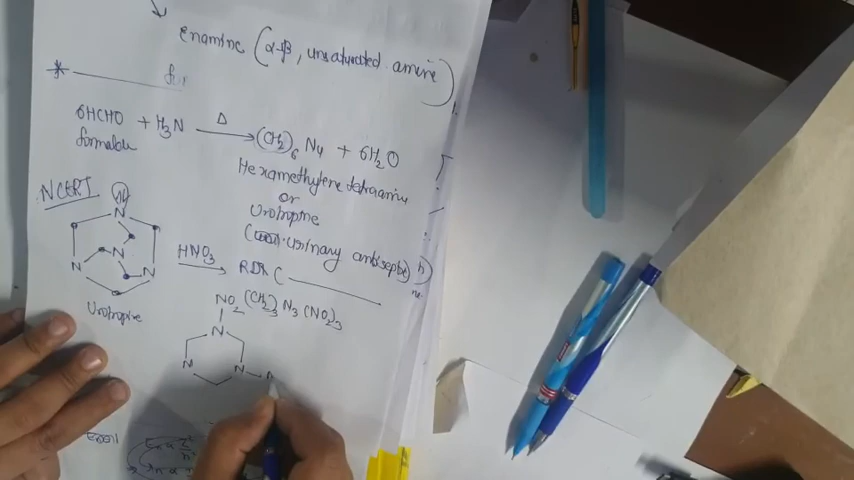 Enamine (α-β, unsaturated amine)
6HCHO + H3N Δ (CH2)6 N4 + 6H2O
Hexamethylene tetraamine
or
Urotropine
urinary antiseptic)
NCERT
N
N
N
N
HNO3
RDX (
Urotropine
(CH2)3 N3 (NO2)3
NO2
N
N
N